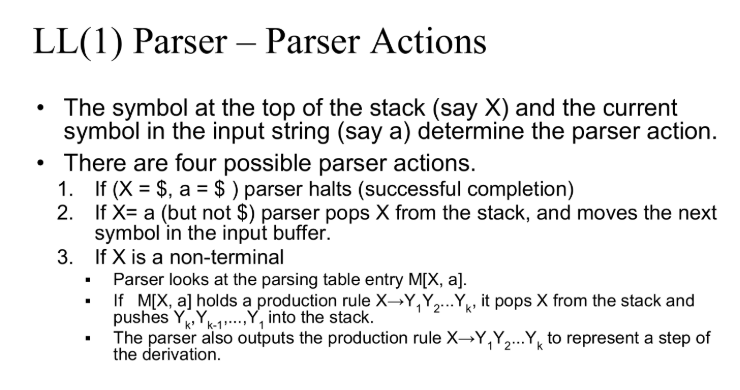 LL(1) Parser – Parser Actions
• The symbol at the top of the stack (say X) and the current
symbol in the input string (say a) determine the parser action.
• There are four possible parser actions.
1. If (X = $, a = $ ) parser halts (successful completion)
2. If X= a (but not $) parser pops X from the stack, and moves the next
symbol in the input buffer.
3. If X is a non-terminal
▪ Parser looks at the parsing table entry M[X, a].
▪ If M[X, a] holds a production rule X→Y₁Y₂...Yₖ, it pops X from the stack and
pushes Yₖ,Yₖ₋₁,...,Y₁ into the stack.
▪ The parser also outputs the production rule X→Y₁Y₂...Yₖ to represent a step of
the derivation.